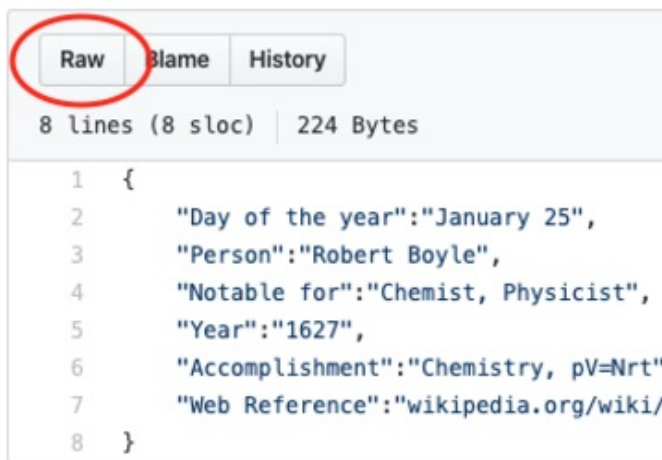 Raw Blame History
8 lines (8 sloc) 224 Bytes
1 {
2 "Day of the year":"January 25",
3 "Person":"Robert Boyle",
4 "Notable for":"Chemist, Physicist",
5 "Year":"1627",
6 "Accomplishment":"Chemistry, pV=Nrt"
7 "Web Reference":"wikipedia.org/wiki/
8 }